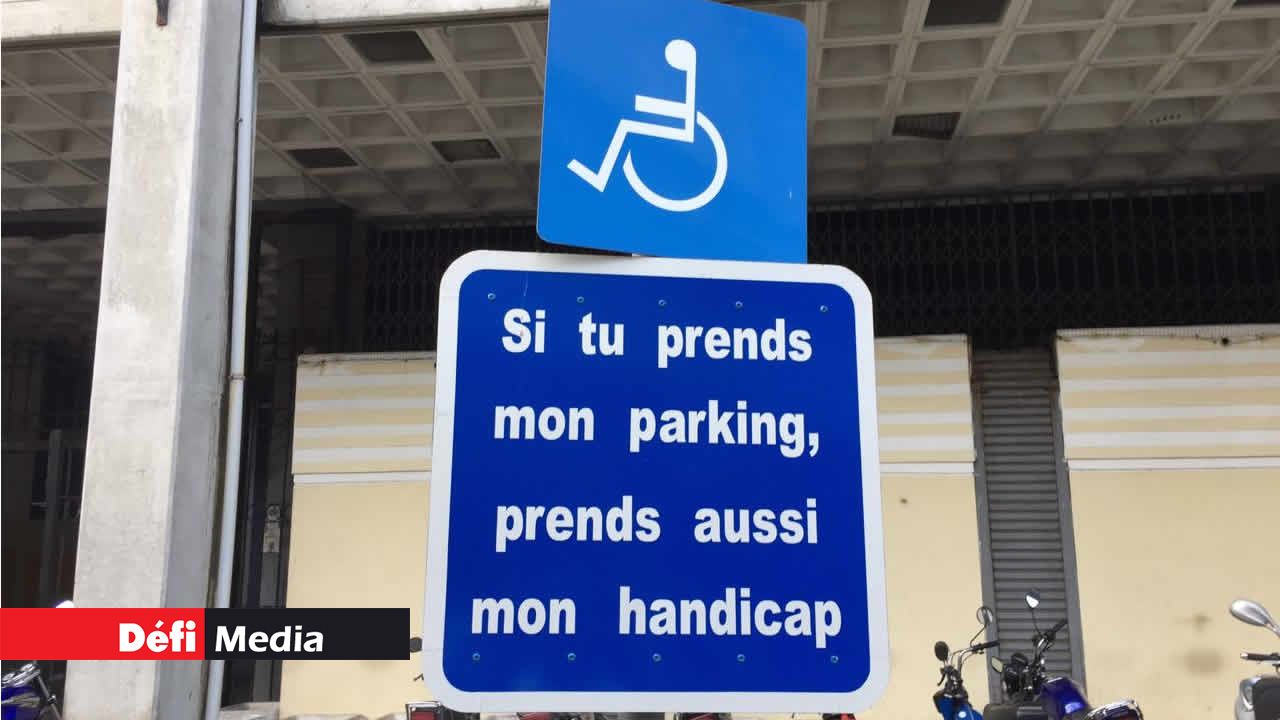 Si tu prends
mon parking,
prends aussi
mon handicap
Défi Media